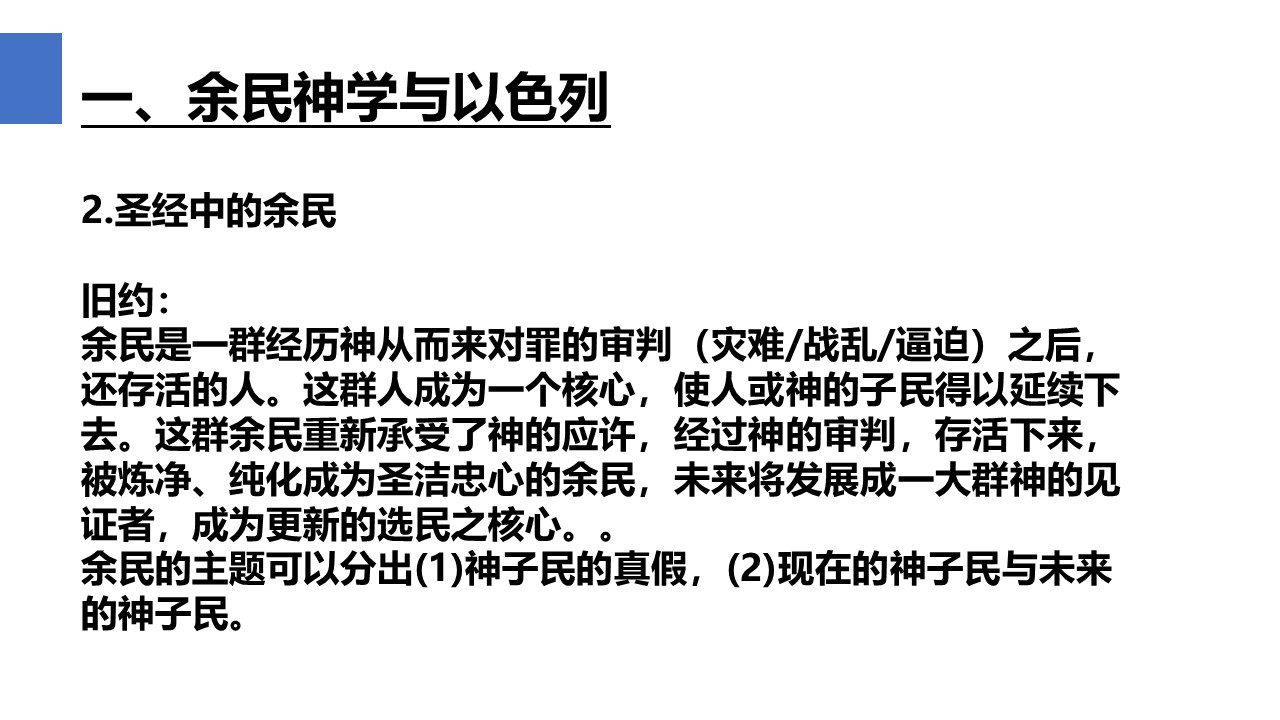 一、余民神学与以色列
2.圣经中的余民
旧约：
余民是一群经历神从而来对罪的审判（灾难/战乱/逼迫）之后，
还存活的人。这群人成为一个核心，使人或神的子民得以延续下
去。这群余民重新承受了神的应许，经过神的审判，存活下来，
被炼净、纯化成为圣洁忠心的余民，未来将发展成一大群神的见
证者，成为更新的选民之核心。。
余民的主题可以分出(1)神子民的真假，(2)现在的神子民与未来
的神子民。